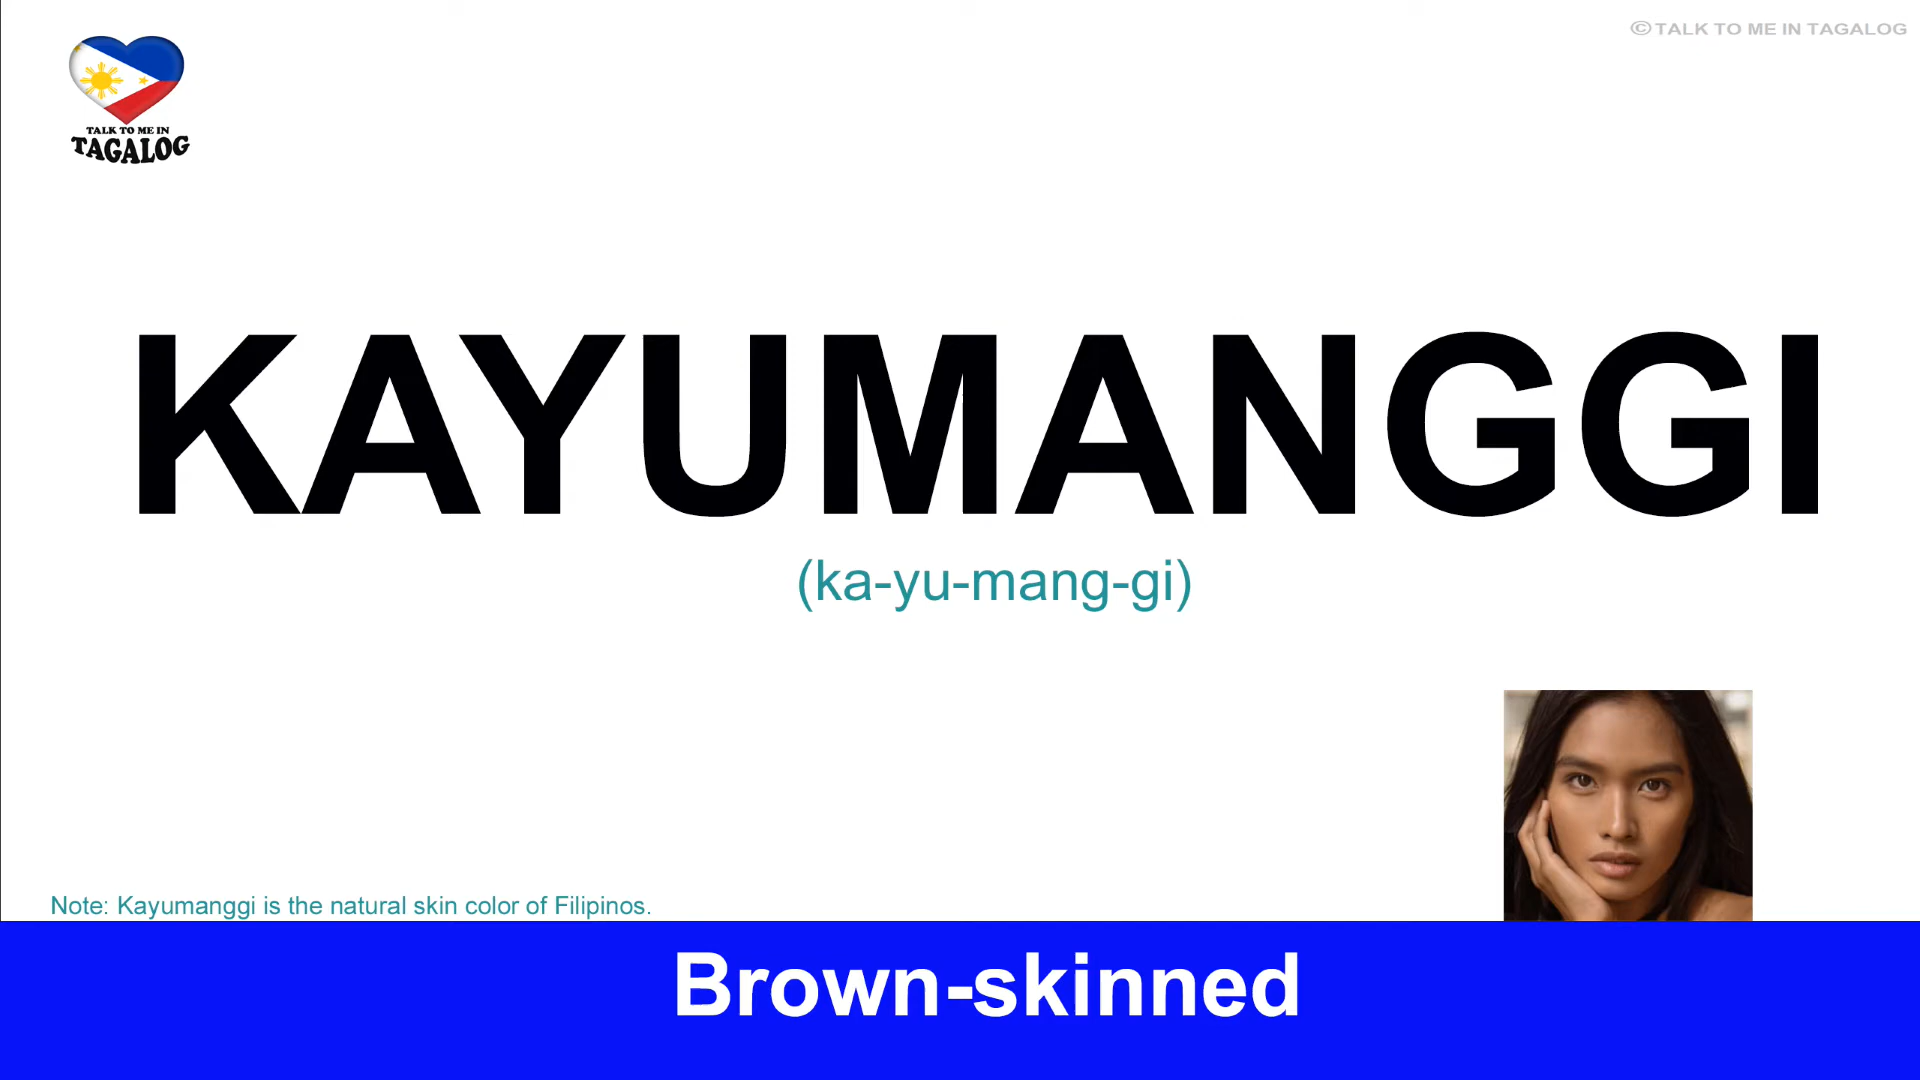 ©TALK TO ME IN TAGALOG
TALK TO ME IN
TAGALOG
KAYUMANGGI
(ka-yu-mang-gi)
Note: Kayumanggi is the natural skin color of Filipinos.
Brown-skinned